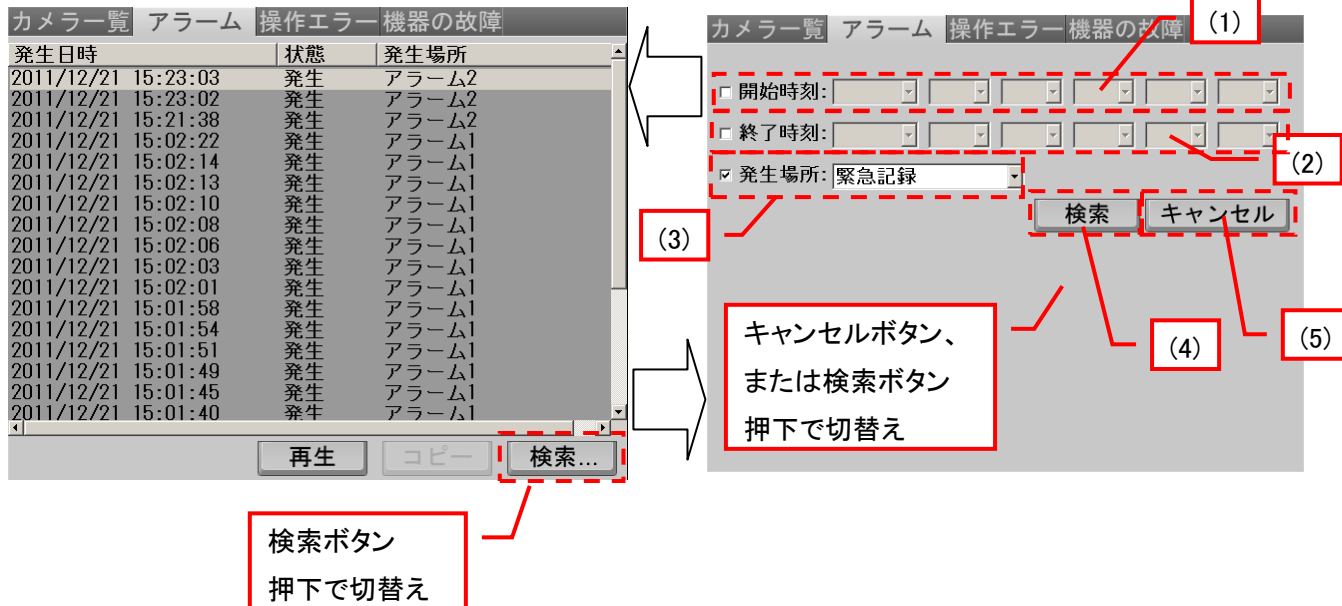 カメラ一覧 アラーム 操作エラー 機器の故障
発生日時 状態 発生場所
2011/12/21 15:23:03 発生 アラーム2
2011/12/21 15:23:02 発生 アラーム2
2011/12/21 15:21:38 発生 アラーム2
2011/12/21 15:02:22 発生 アラーム1
2011/12/21 15:02:14 発生 アラーム1
2011/12/21 15:02:13 発生 アラーム1
2011/12/21 15:02:10 発生 アラーム1
2011/12/21 15:02:08 発生 アラーム1
2011/12/21 15:02:06 発生 アラーム1
2011/12/21 15:02:03 発生 アラーム1
2011/12/21 15:02:01 発生 アラーム1
2011/12/21 15:01:58 発生 アラーム1
2011/12/21 15:01:54 発生 アラーム1
2011/12/21 15:01:51 発生 アラーム1
2011/12/21 15:01:49 発生 アラーム1
2011/12/21 15:01:45 発生 アラーム1
2011/12/21 15:01:40 発生 アラーム1
再生 コピー 検索...
検索ボタン
押下で切替え
カメラ一覧 アラーム 操作エラー 機器の故障
(1)
開始時刻:
終了時刻:
(2)
発生場所: 緊急記録
(3)
検索 キャンセル
キャンセルボタン、
または検索ボタン
押下で切替え
(4)
(5)